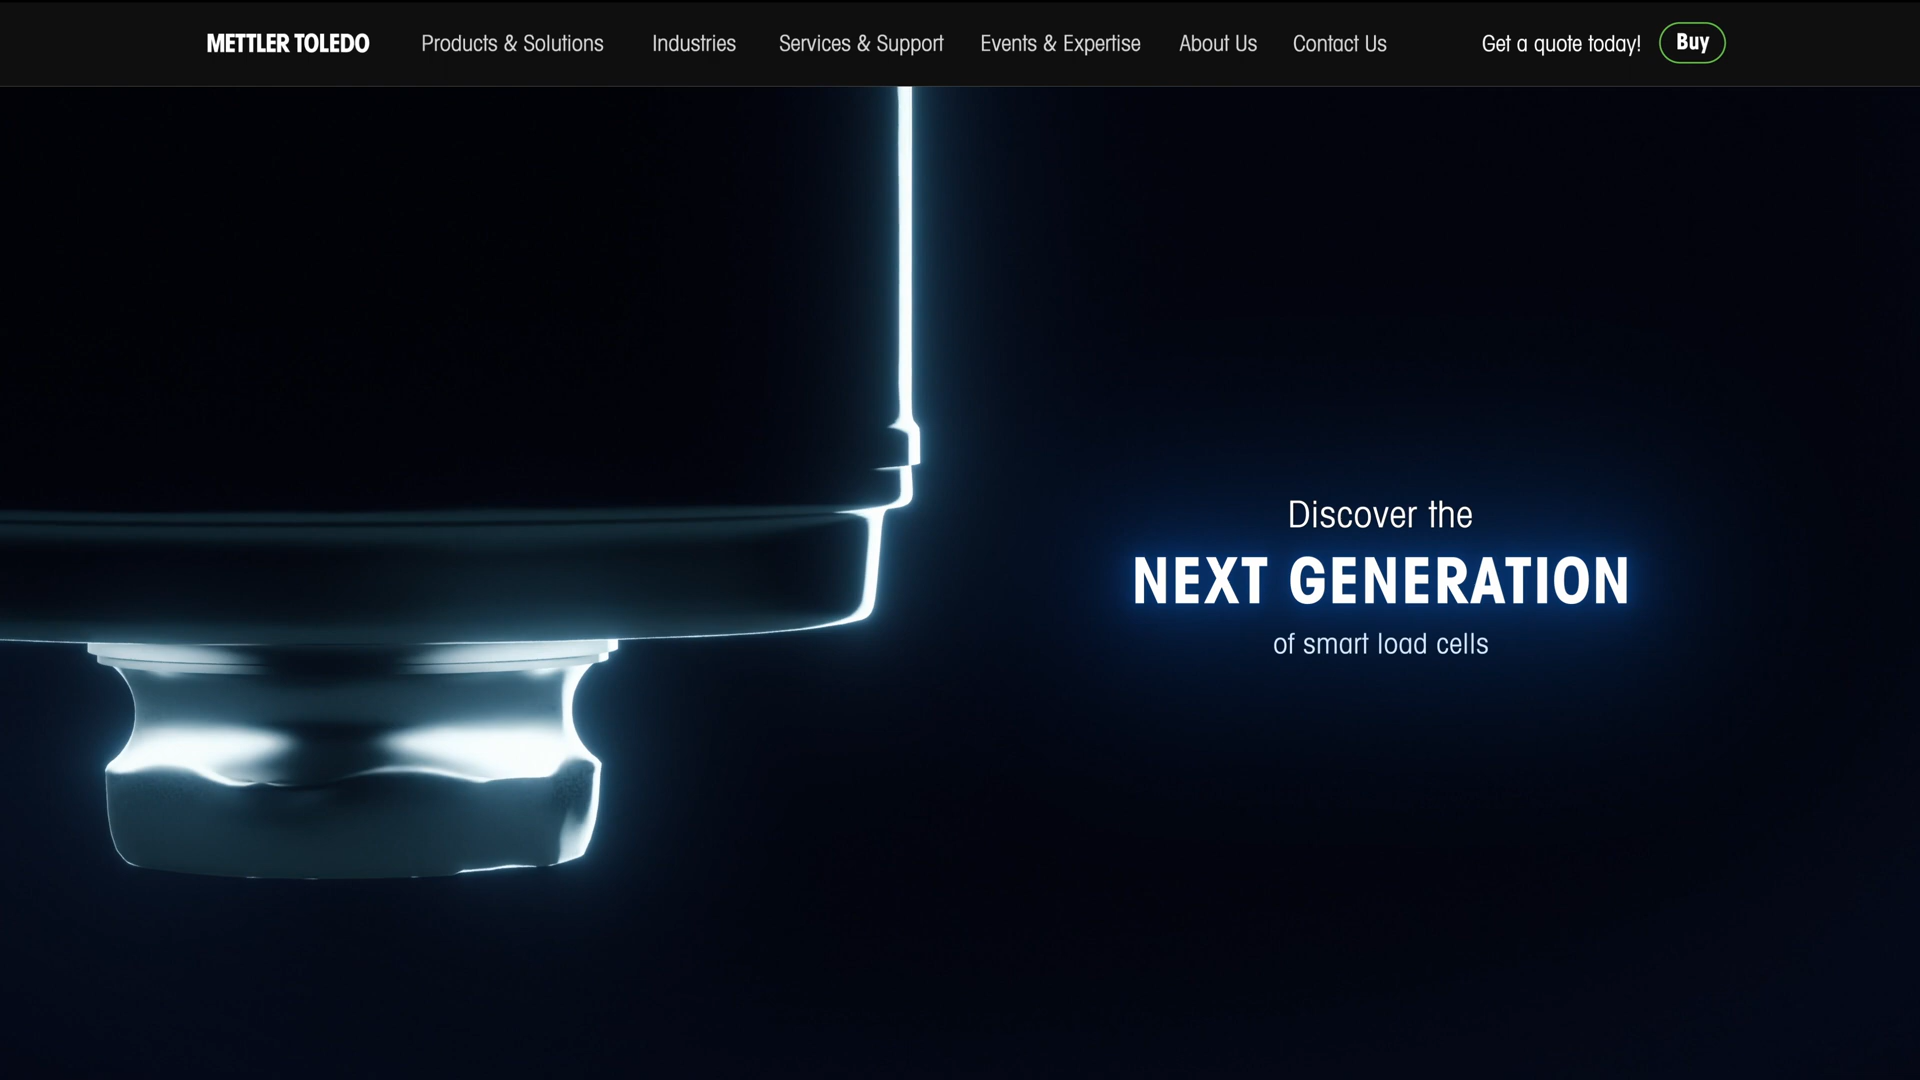 METTLER TOLEDO Products & Solutions Industries Services & Support Events & Expertise About Us Contact Us Get a quote today! Buy
Discover the
NEXT GENERATION
of smart load cells